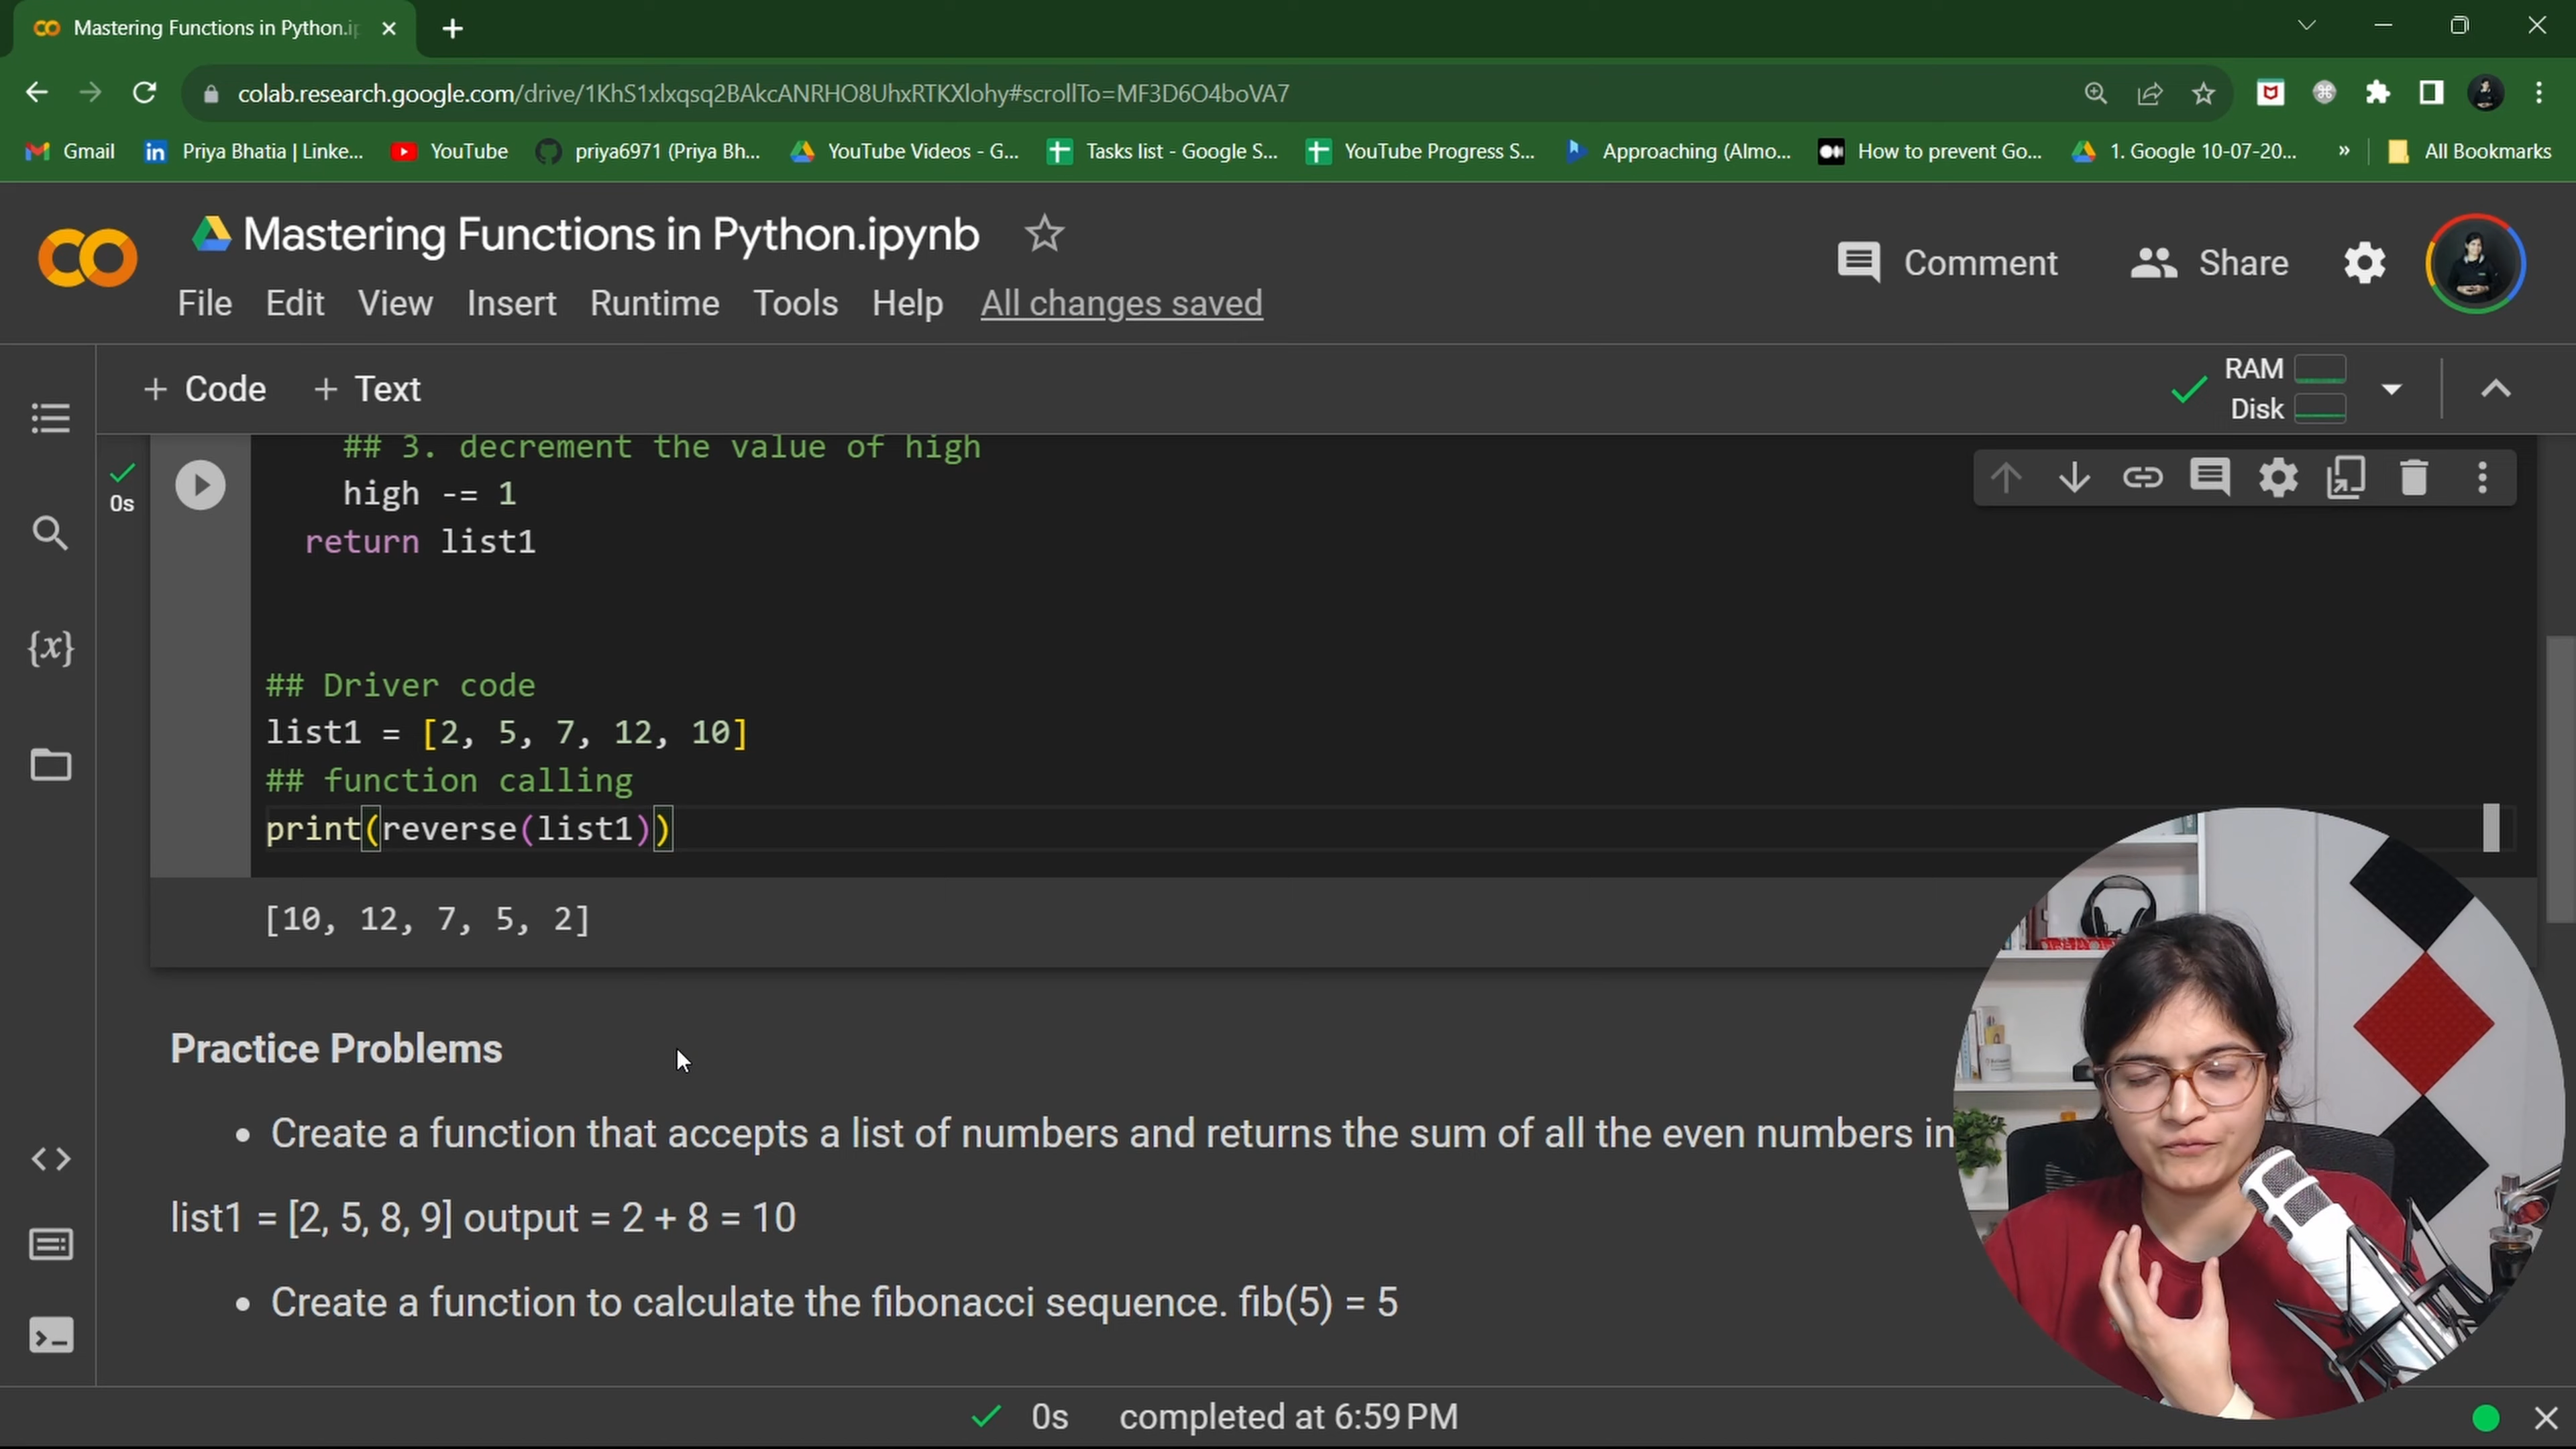 Mastering Functions in Python.ip
colab.research.google.com/drive/1KhS1xlxqsq2BAkcANRHO8UhxRTKXlohy#scrollTo=MF3D6O4boVA7
Gmail
in Priya Bhatia | Linke...
YouTube
priya6971 (Priya Bh...
YouTube Videos - G...
Tasks list - Google S...
YouTube Progress S...
Approaching (Almo...
How to prevent Go...
1. Google 10-07-20...
»
All Bookmarks
Mastering Functions in Python.ipynb
Comment
Share
File Edit View Insert Runtime Tools Help All changes saved
+ Code + Text
RAM
Disk
{x}
0s
## 3. decrement the value of high
high -= 1
return list1
## Driver code
list1 = [2, 5, 7, 12, 10]
## function calling
print(reverse(list1))
[10, 12, 7, 5, 2]
Practice Problems
• Create a function that accepts a list of numbers and returns the sum of all the even numbers in
list1 = [2, 5, 8, 9] output = 2 + 8 = 10
• Create a function to calculate the fibonacci sequence. fib(5) = 5
0s completed at 6:59 PM